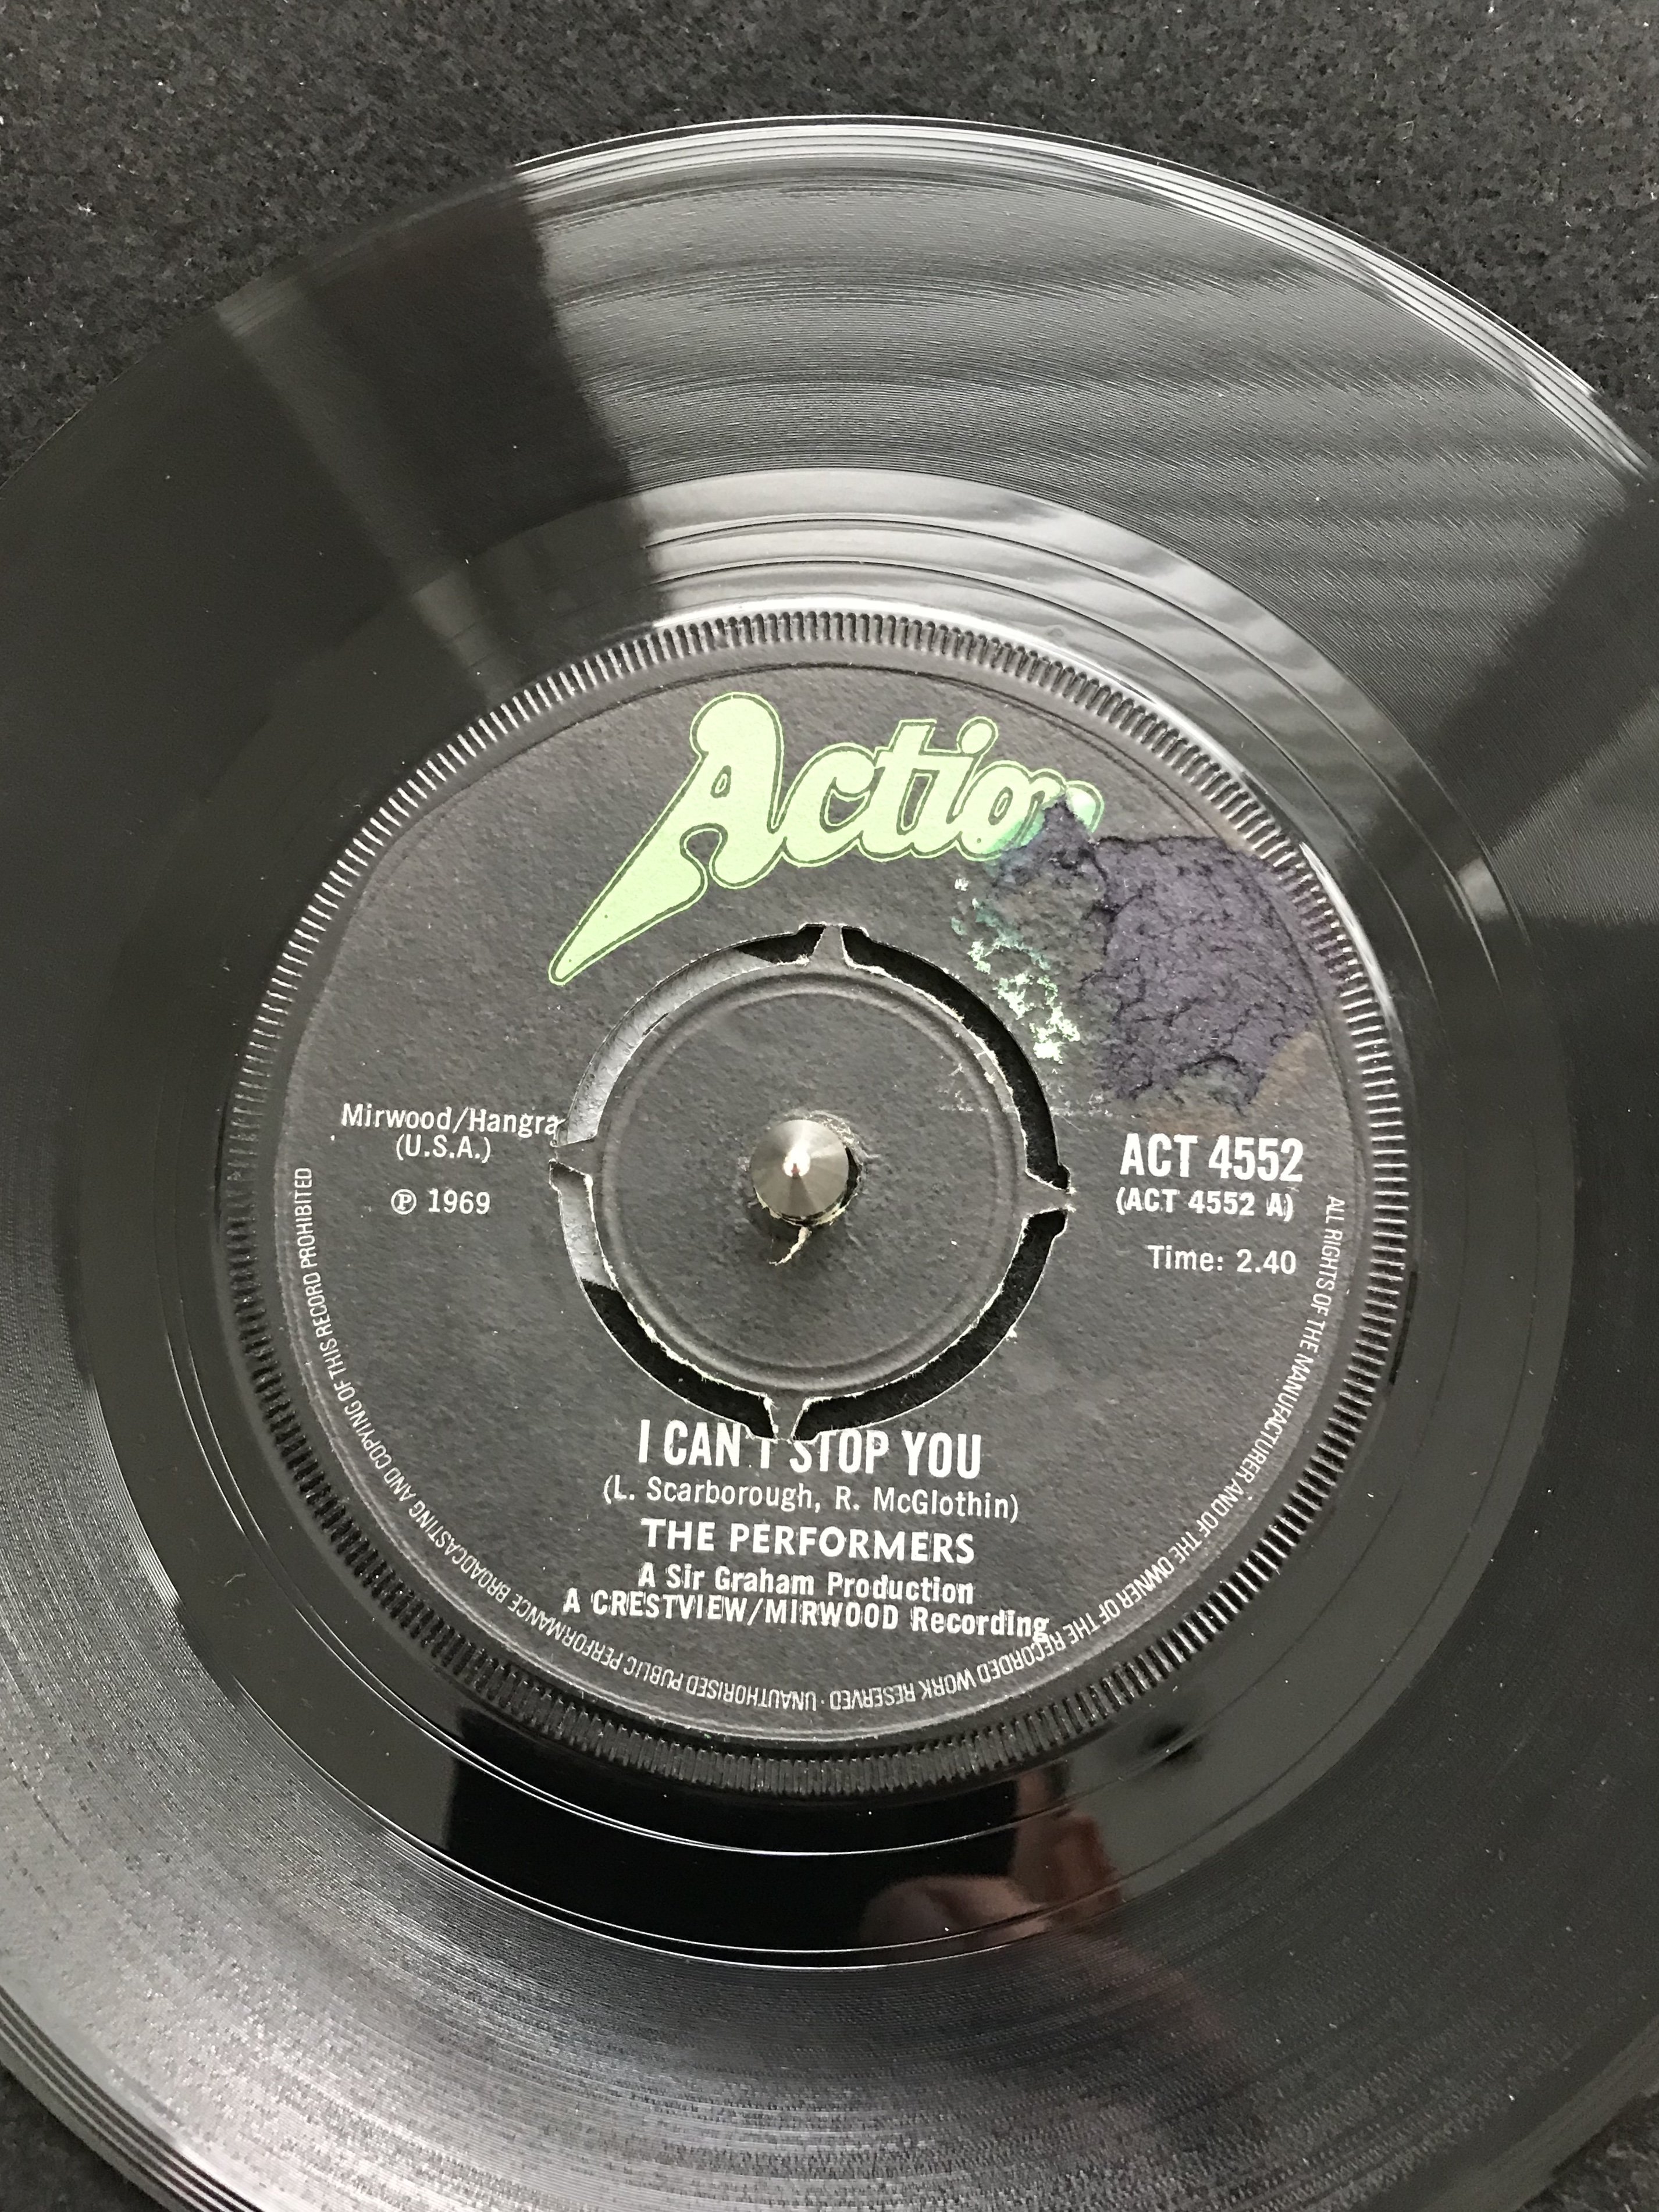 Action
Mirwood/Hangra
(U.S.A.)
℗ 1969
ACT 4552
(ACT 4552 A)
Time: 2.40
I CAN'T STOP YOU
(L. Scarborough, R. McGlothin)
THE PERFORMERS
A Sir Graham Production
A CRESTVIEW/MIRWOOD Recording
ALL RIGHTS OF THE MANUFACTURER AND OF THE OWNER OF THE RECORDED WORK RESERVED · UNAUTHORISED PUBLIC PERFORMANCE BROADCASTING AND COPYING OF THIS RECORD PROHIBITED